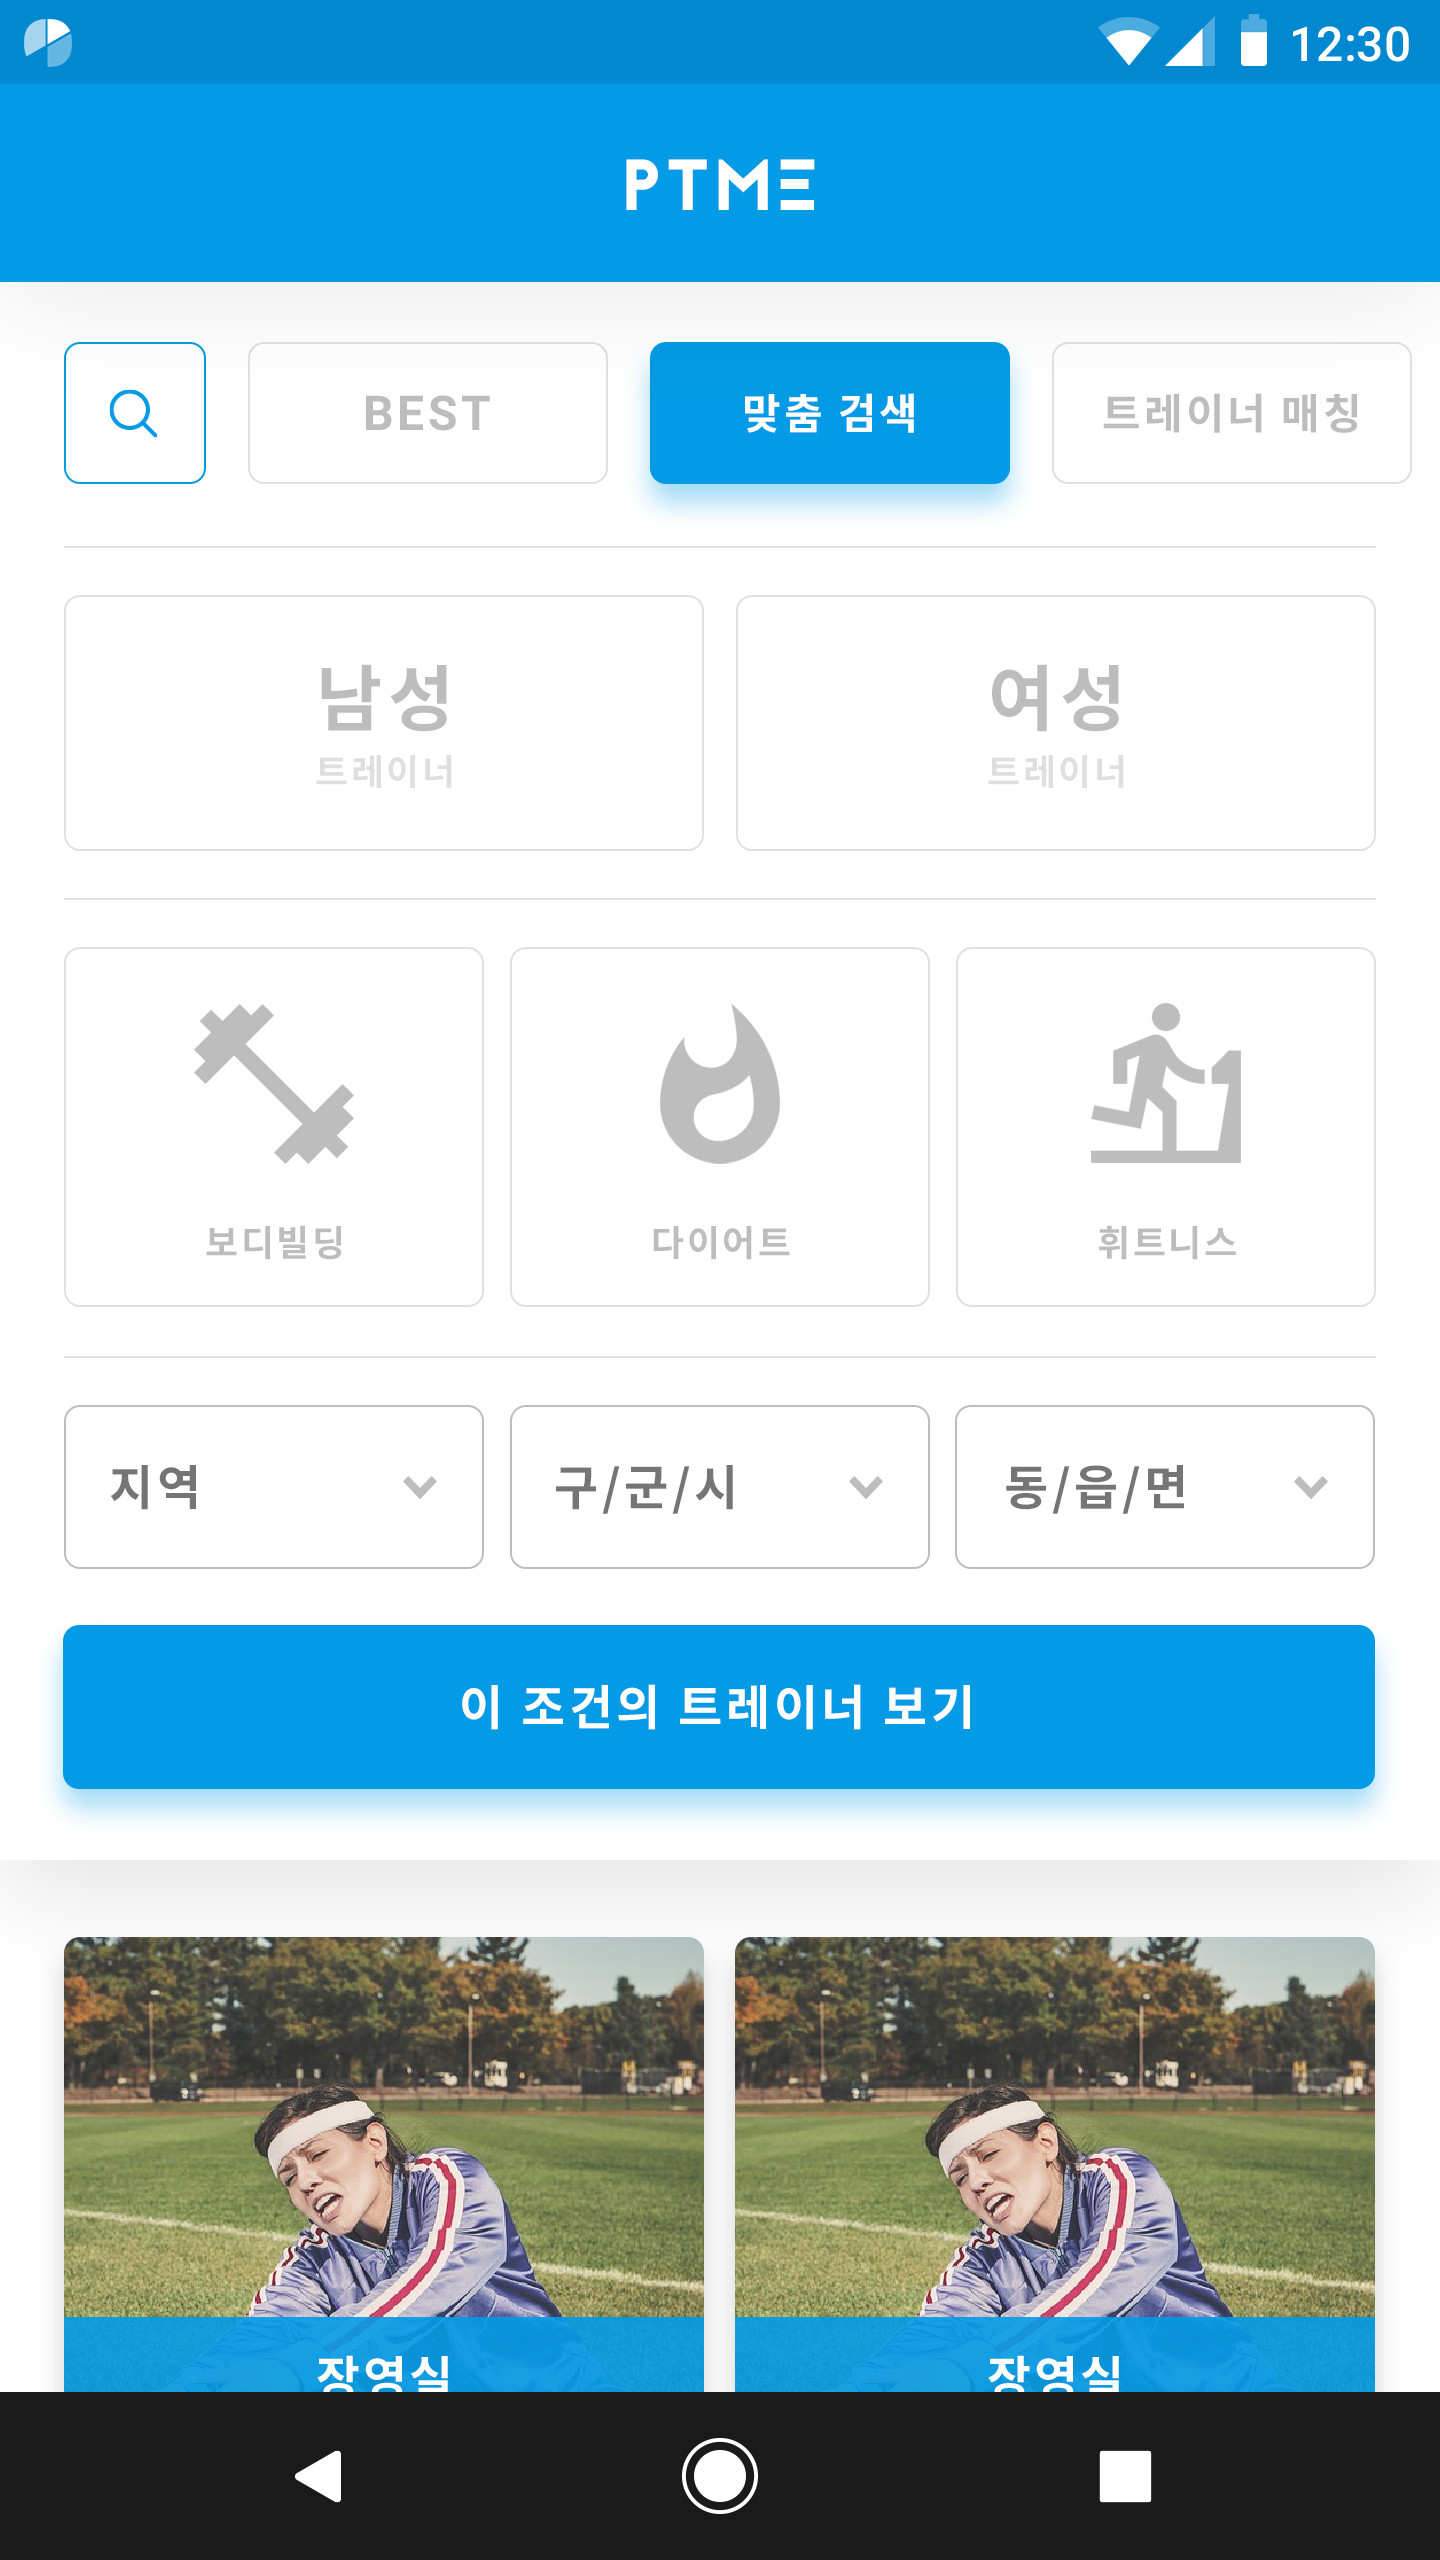 12:30
PTME
BEST
맞춤 검색
트레이너 매칭
남성
트레이너
여성
트레이너
보디빌딩
다이어트
휘트니스
지역
구/군/시
동/읍/면
이 조건의 트레이너 보기
장영실
장영실